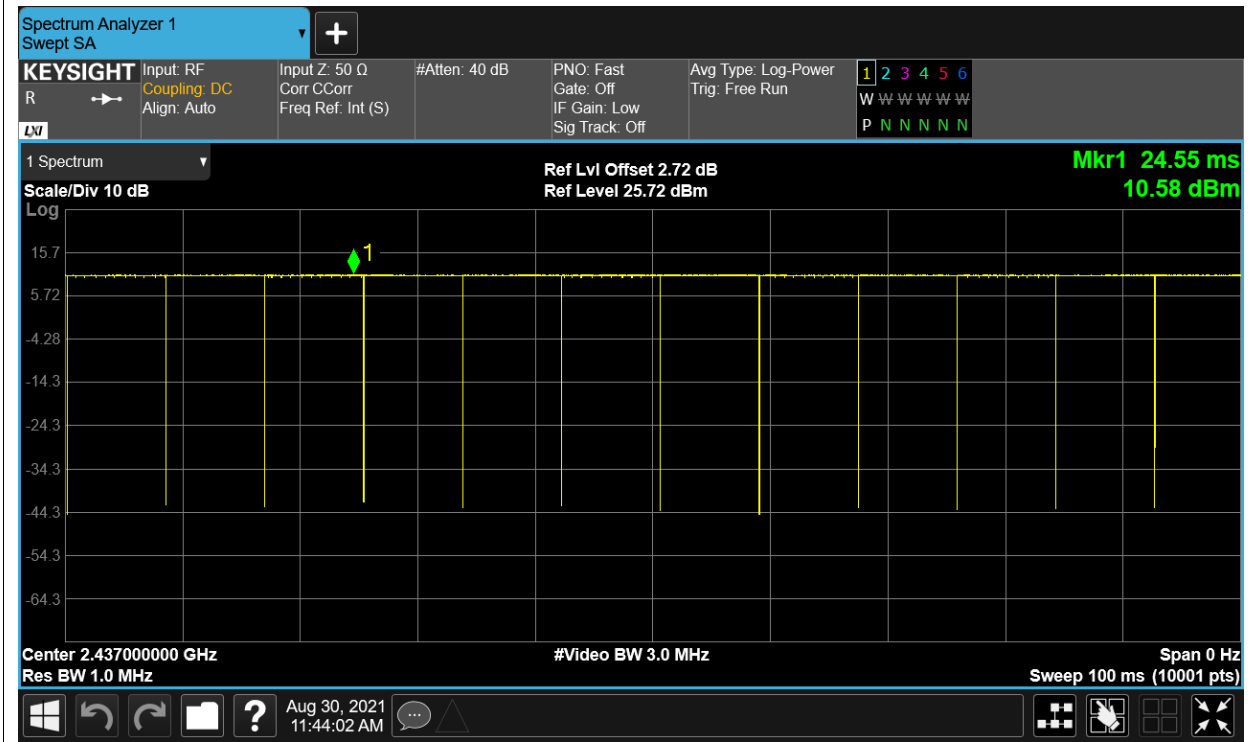 Spectrum Analyzer 1
Swept SA
KEYSIGHT
R
LXI
Input: RF
Coupling: DC
Align: Auto
Input Z: 50 Ω
Corr CCorr
Freq Ref: Int (S)
#Atten: 40 dB
PNO: Fast
Gate: Off
IF Gain: Low
Sig Track: Off
Avg Type: Log-Power
Trig: Free Run
1 2 3 4 5 6
W W W W W W
P N N N N N
1 Spectrum
Scale/Div 10 dB
Log
Ref Lvl Offset 2.72 dB
Ref Level 25.72 dBm
Mkr1 24.55 ms
10.58 dBm
1
15.7
5.72
-4.28
-14.3
-24.3
-34.3
-44.3
-54.3
-64.3
Center 2.437000000 GHz
#Video BW 3.0 MHz
Span 0 Hz
Res BW 1.0 MHz
Sweep 100 ms (10001 pts)
?
Aug 30, 2021
11:44:02 AM